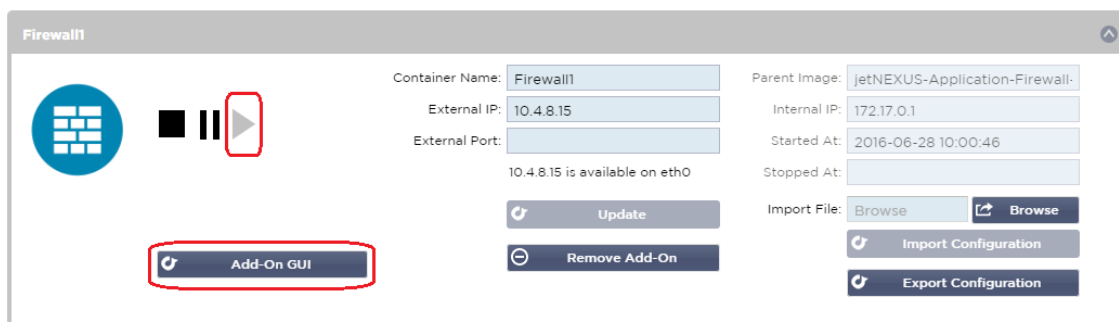 Firewall1
Container Name: Firewall1
External IP: 10.4.8.15
External Port:
10.4.8.15 is available on eth0
Update
Remove Add-On
Add-On GUI
Parent Image: jetNEXUS-Application-Firewall-
Internal IP: 172.17.0.1
Started At: 2016-06-28 10:00:46
Stopped At:
Import File: Browse Browse
Import Configuration
Export Configuration